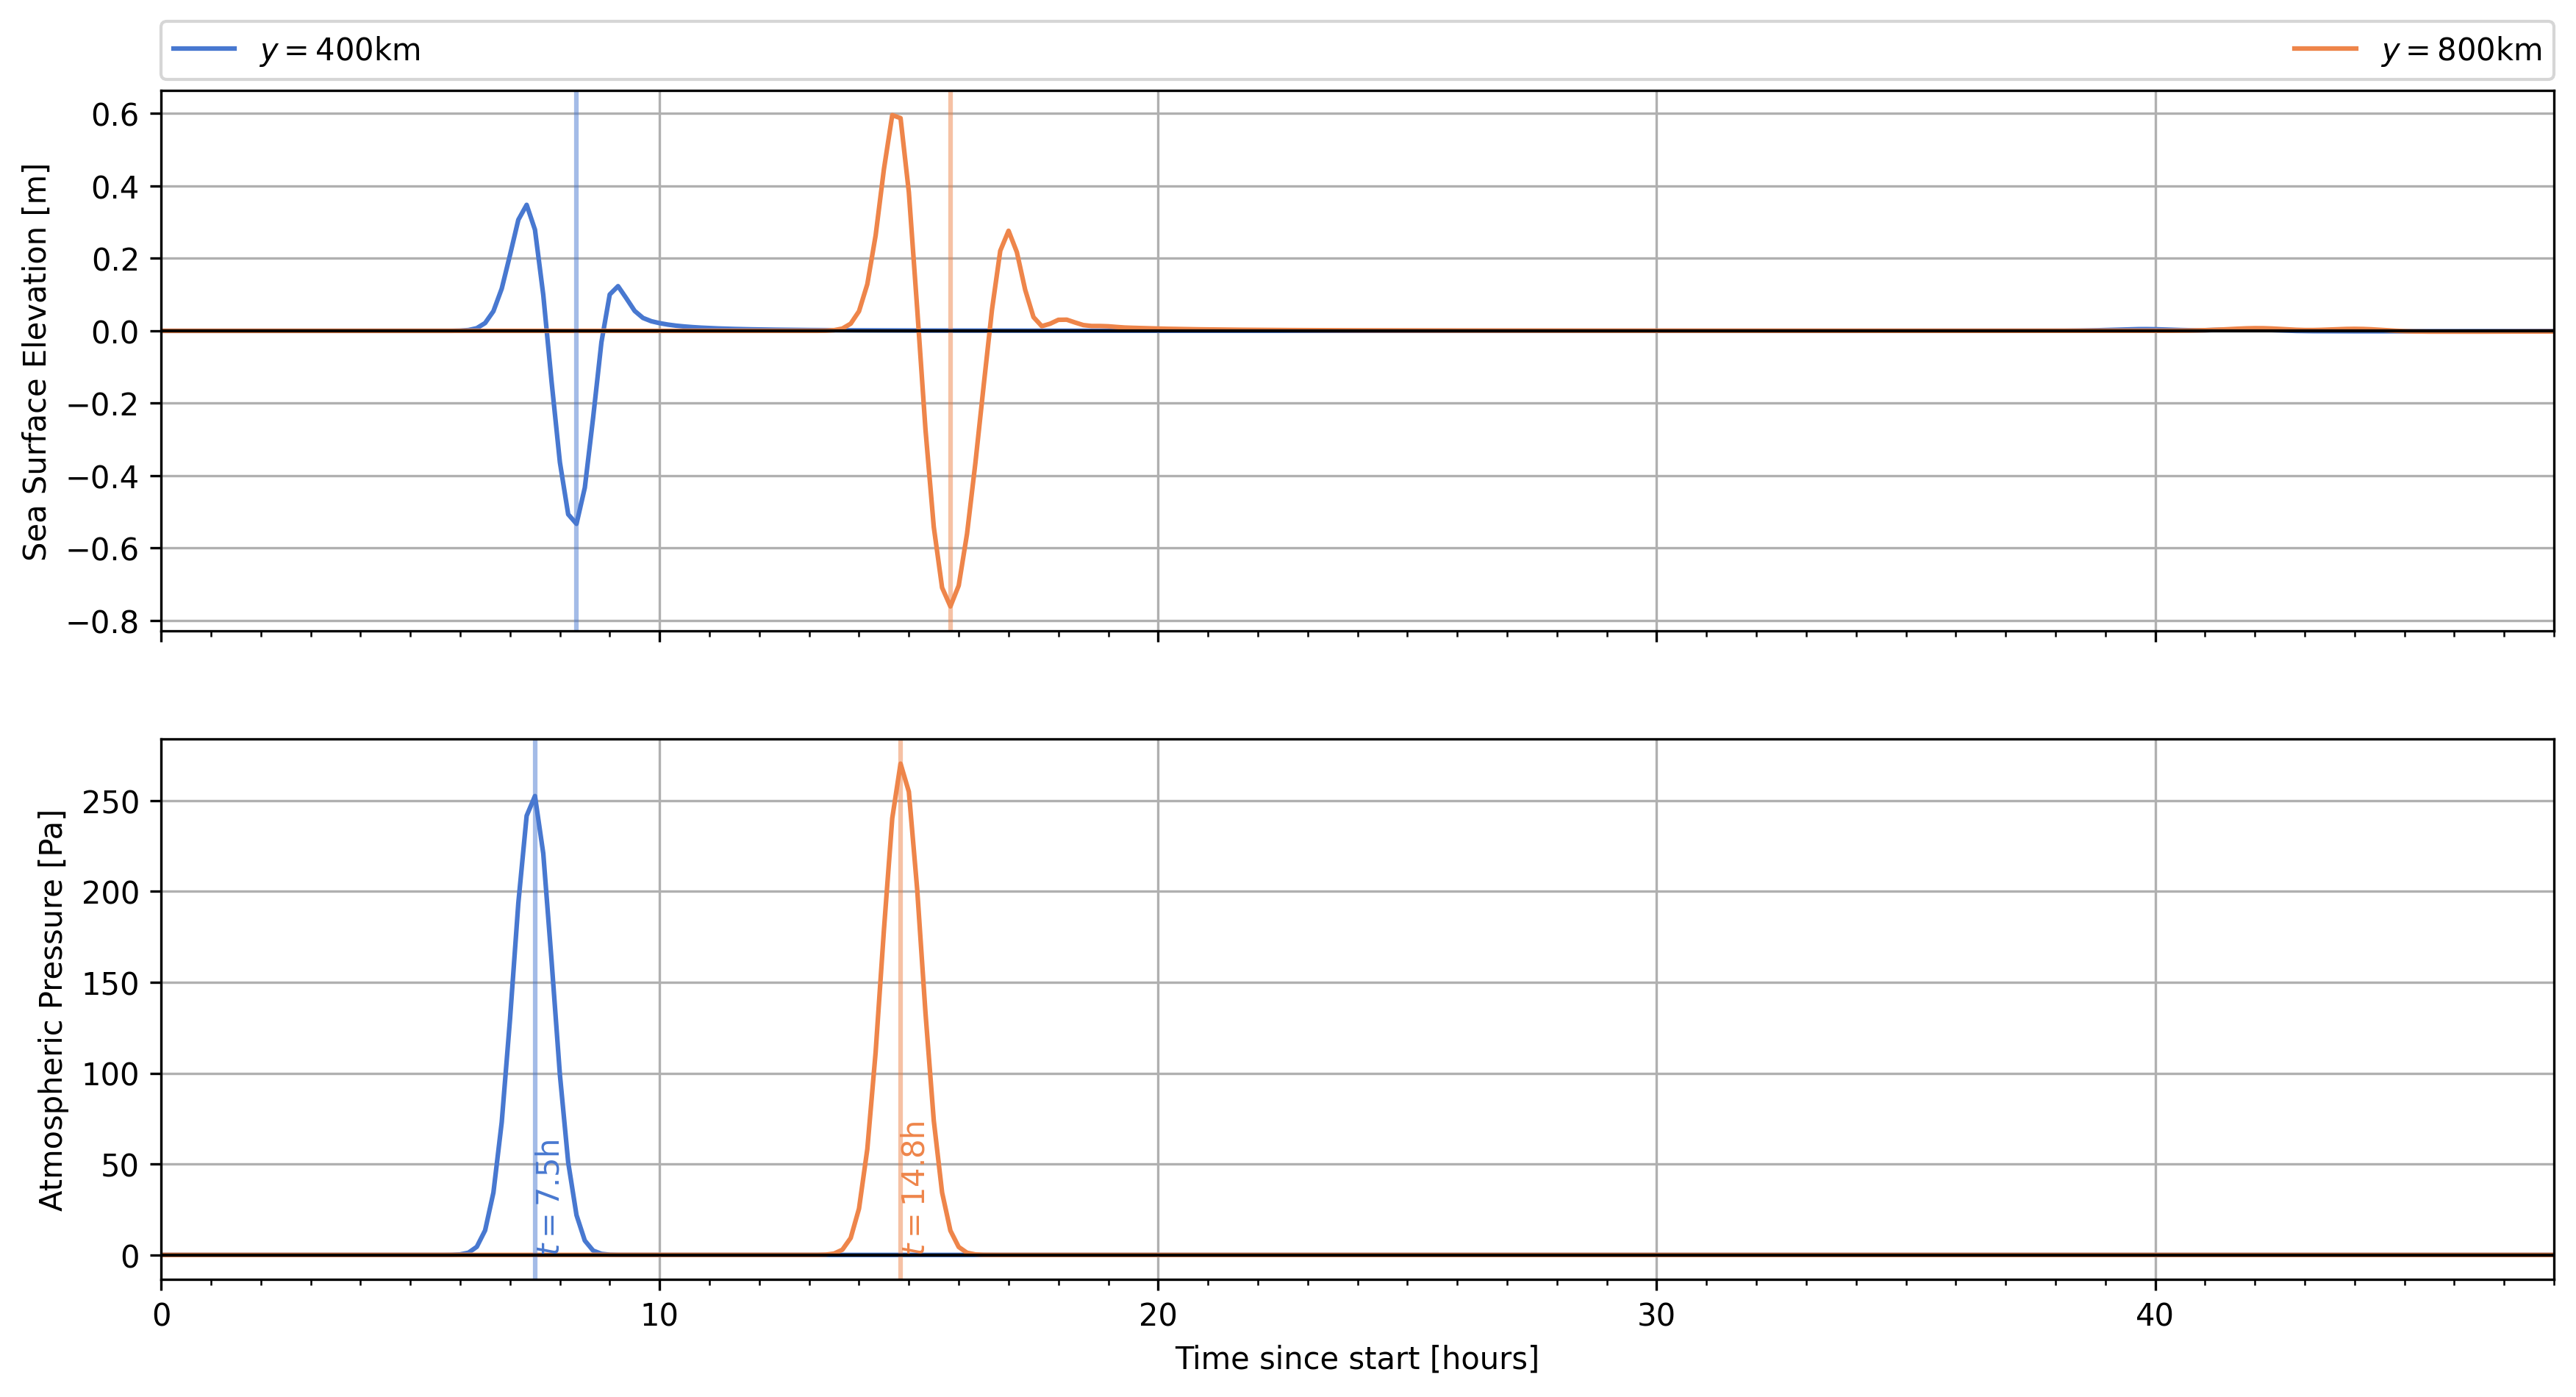 y = 400km
y = 800km
Sea Surface Elevation [m]
0.6
0.4
0.2
0.0
−0.2
−0.4
−0.6
−0.8
Atmospheric Pressure [Pa]
250
200
150
100
50
0
t = 7.5h
t = 14.8h
0 10 20 30 40
Time since start [hours]